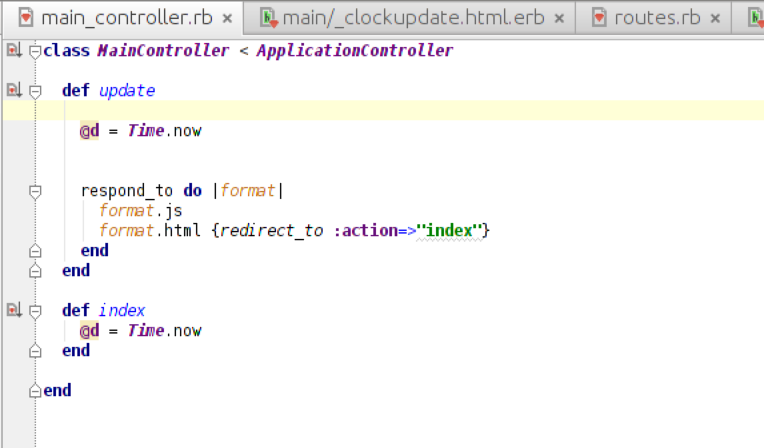 main_controller.rb × main/_clockupdate.html.erb × routes.rb ×
class MainController < ApplicationController
def update
@d = Time.now
respond_to do |format|
format.js
format.html {redirect_to :action=>"index"}
end
end
def index
@d = Time.now
end
end